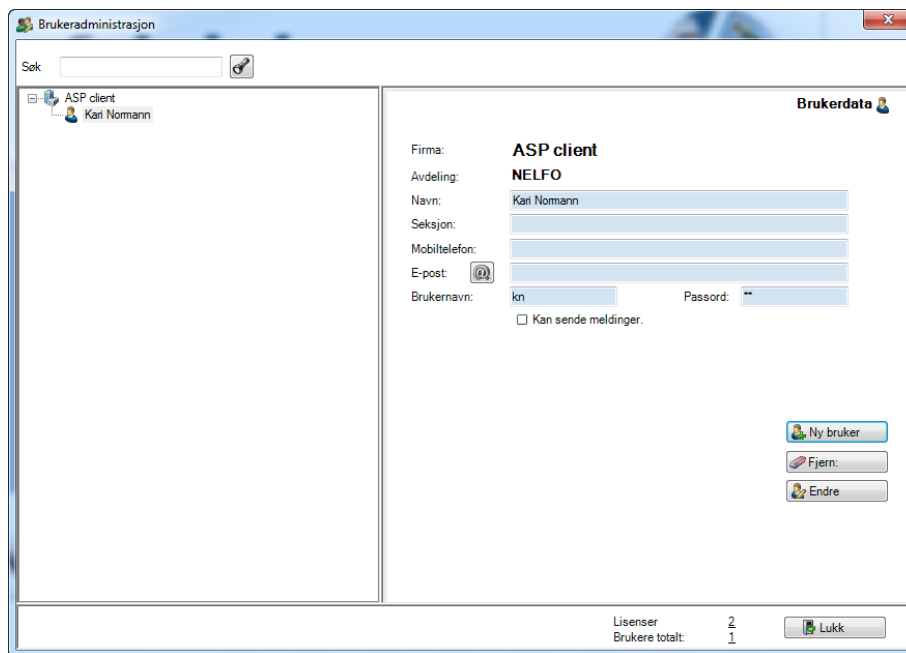 Brukeradministrasjon
Søk
ASP client
Kari Normann
Brukerdata
Firma: ASP client
Avdeling: NELFO
Navn: Kari Normann
Seksjon:
Mobiltelefon:
E-post: @
Brukernavn: kn Passord: **
Kan sende meldinger.
Ny bruker
Fjern:
Endre
Lisenser 2
Brukere totalt: 1
Lukk